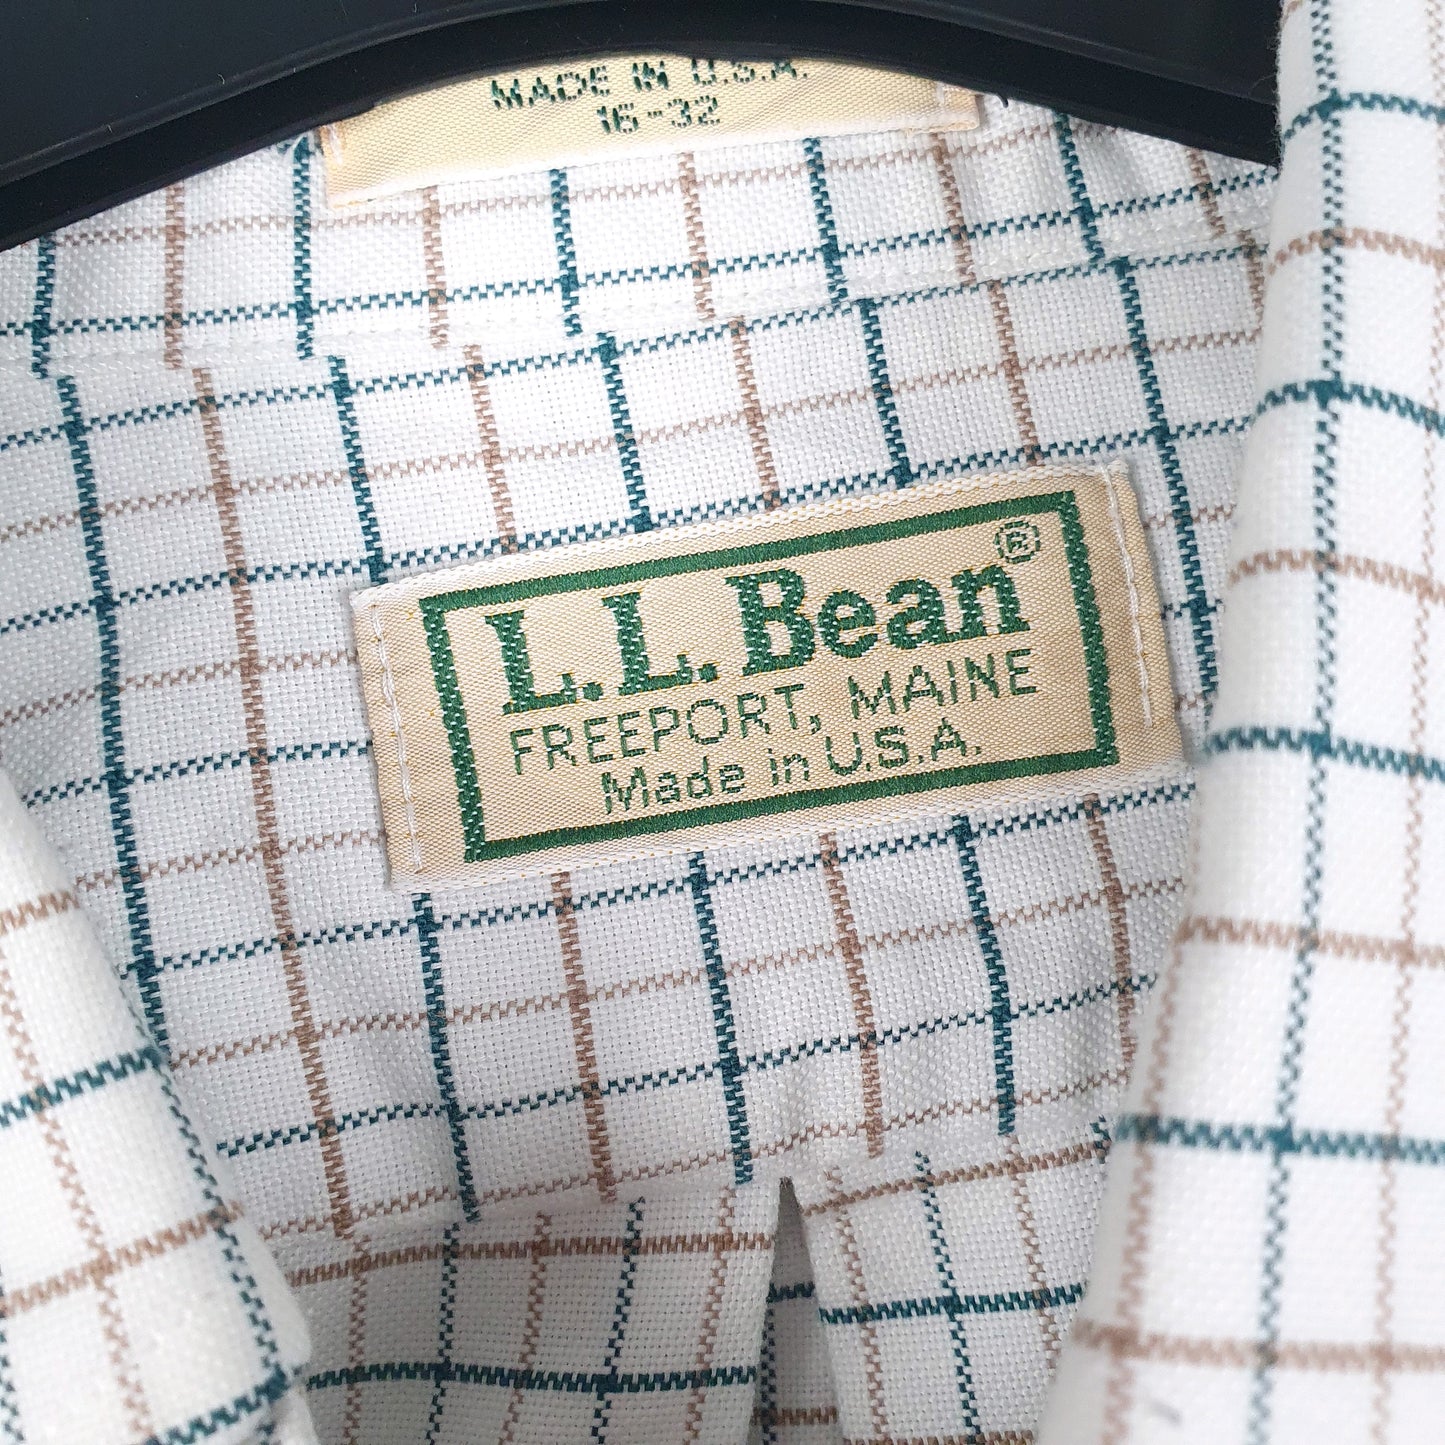 MADE IN U.S.A.
16-32
L.L.Bean®
FREEPORT, MAINE
Made in U.S.A.